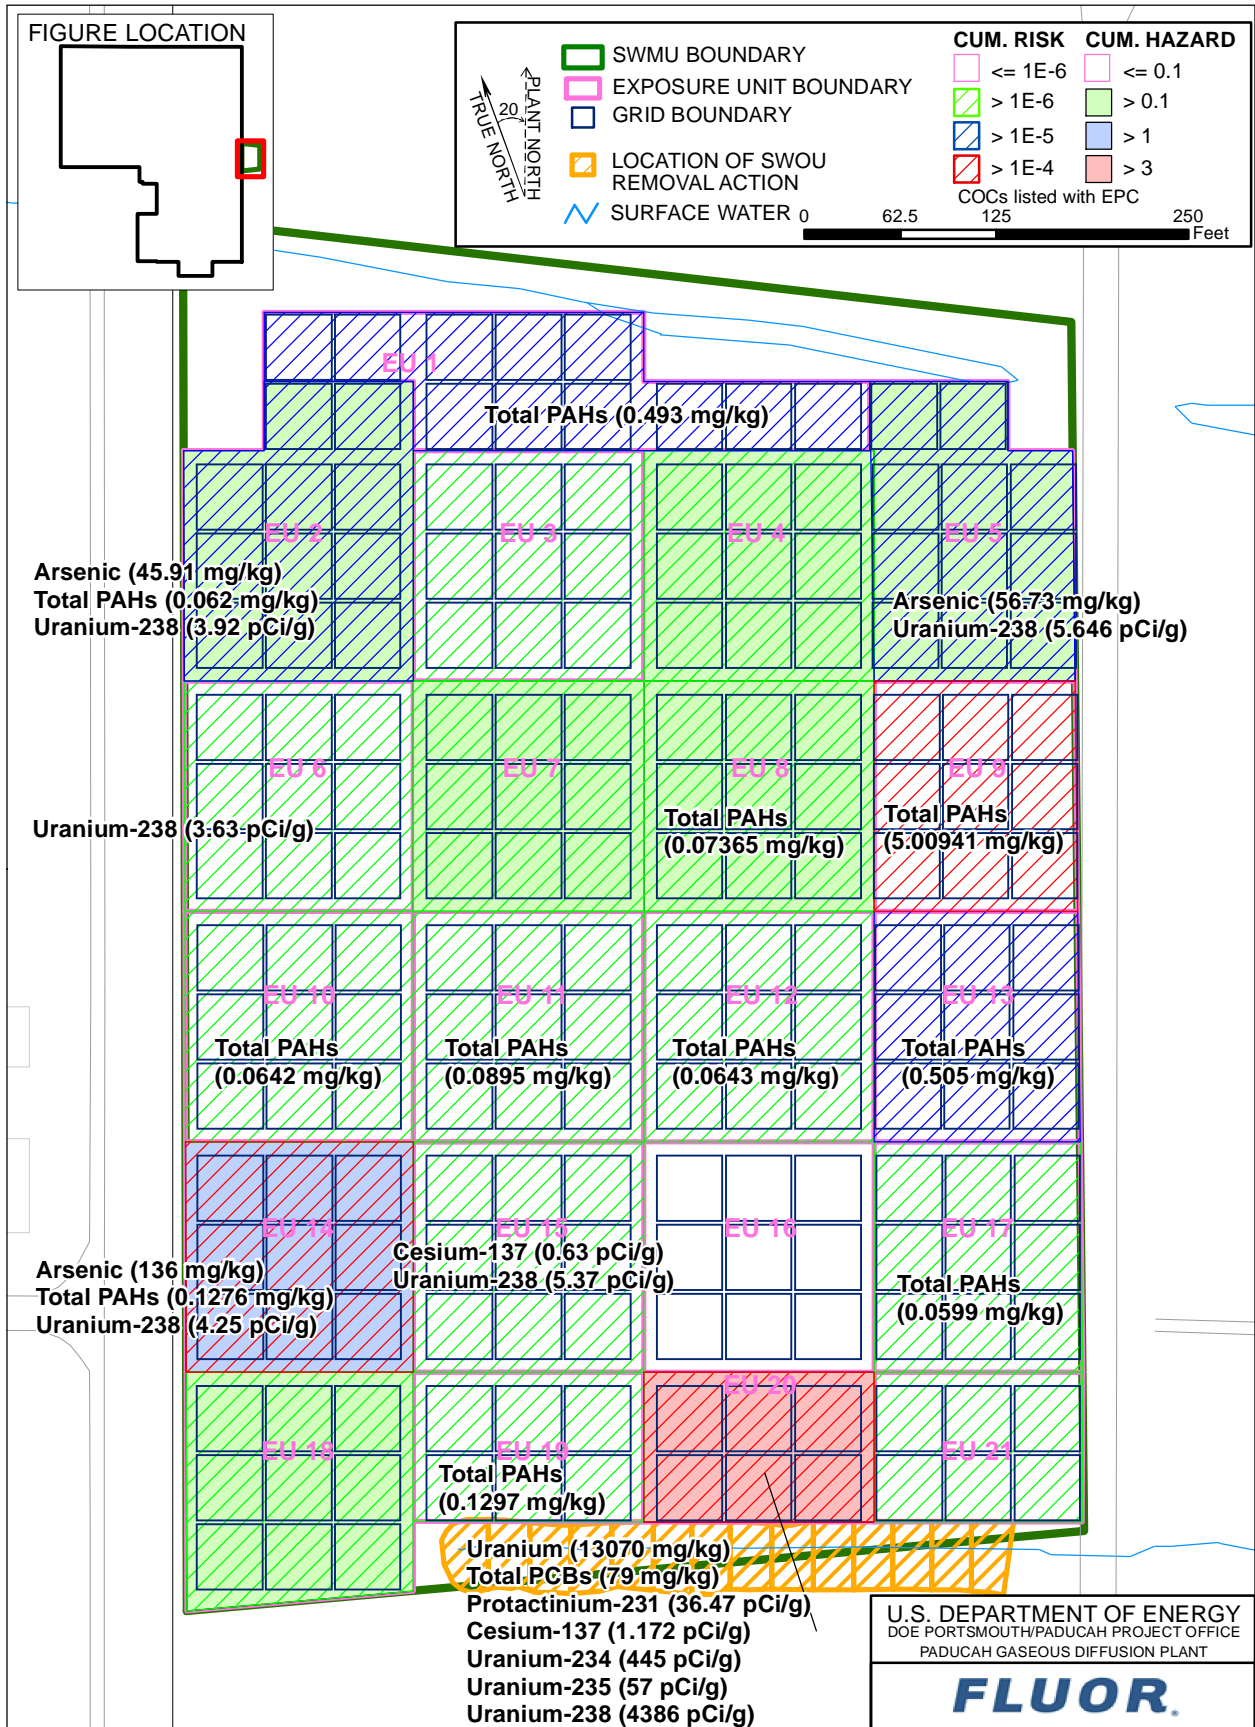 FIGURE LOCATION
SWMU BOUNDARY
EXPOSURE UNIT BOUNDARY
GRID BOUNDARY
LOCATION OF SWOU
REMOVAL ACTION
SURFACE WATER
TRUE NORTH
20
PLANT NORTH
CUM. RISK CUM. HAZARD
<= 1E-6 <= 0.1
> 1E-6 > 0.1
> 1E-5 > 1
> 1E-4 > 3
COCs listed with EPC
0 62.5 125 250
Feet
EU 1
Total PAHs (0.493 mg/kg)
EU 2
EU 3
EU 4
EU 5
Arsenic (45.91 mg/kg)
Total PAHs (0.062 mg/kg)
Uranium-238 (3.92 pCi/g)
Arsenic (56.73 mg/kg)
Uranium-238 (5.646 pCi/g)
EU 6
EU 7
EU 8
EU 9
Uranium-238 (3.63 pCi/g)
Total PAHs
(0.07365 mg/kg)
Total PAHs
(5.00941 mg/kg)
EU 10
EU 11
EU 12
EU 13
Total PAHs
(0.0642 mg/kg)
Total PAHs
(0.0895 mg/kg)
Total PAHs
(0.0643 mg/kg)
Total PAHs
(0.505 mg/kg)
EU 14
EU 15
EU 16
EU 17
Arsenic (136 mg/kg)
Total PAHs (0.1276 mg/kg)
Uranium-238 (4.25 pCi/g)
Cesium-137 (0.63 pCi/g)
Uranium-238 (5.37 pCi/g)
Total PAHs
(0.0599 mg/kg)
EU 18
EU 19
EU 20
EU 21
Total PAHs
(0.1297 mg/kg)
Uranium (13070 mg/kg)
Total PCBs (79 mg/kg)
Protactinium-231 (36.47 pCi/g)
Cesium-137 (1.172 pCi/g)
Uranium-234 (445 pCi/g)
Uranium-235 (57 pCi/g)
Uranium-238 (4386 pCi/g)
U.S. DEPARTMENT OF ENERGY
DOE PORTSMOUTH/PADUCAH PROJECT OFFICE
PADUCAH GASEOUS DIFFUSION PLANT
FLUOR®